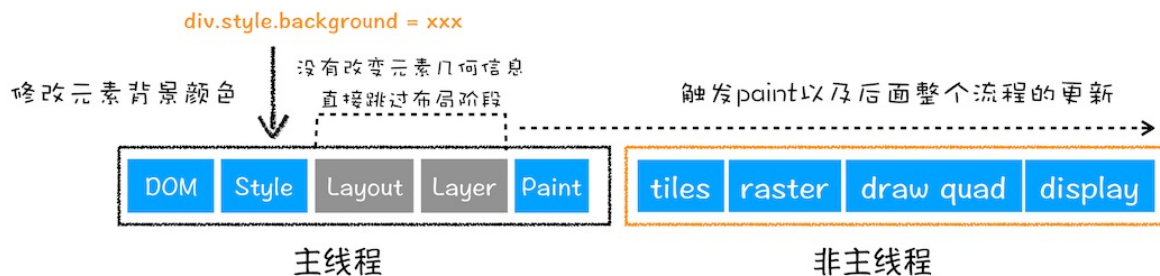 div.style.background = xxx
没有改变元素几何信息
修改元素背景颜色
直接跳过布局阶段
触发paint以及后面整个流程的更新
DOM Style Layout Layer Paint
tiles raster draw quad display
主线程
非主线程